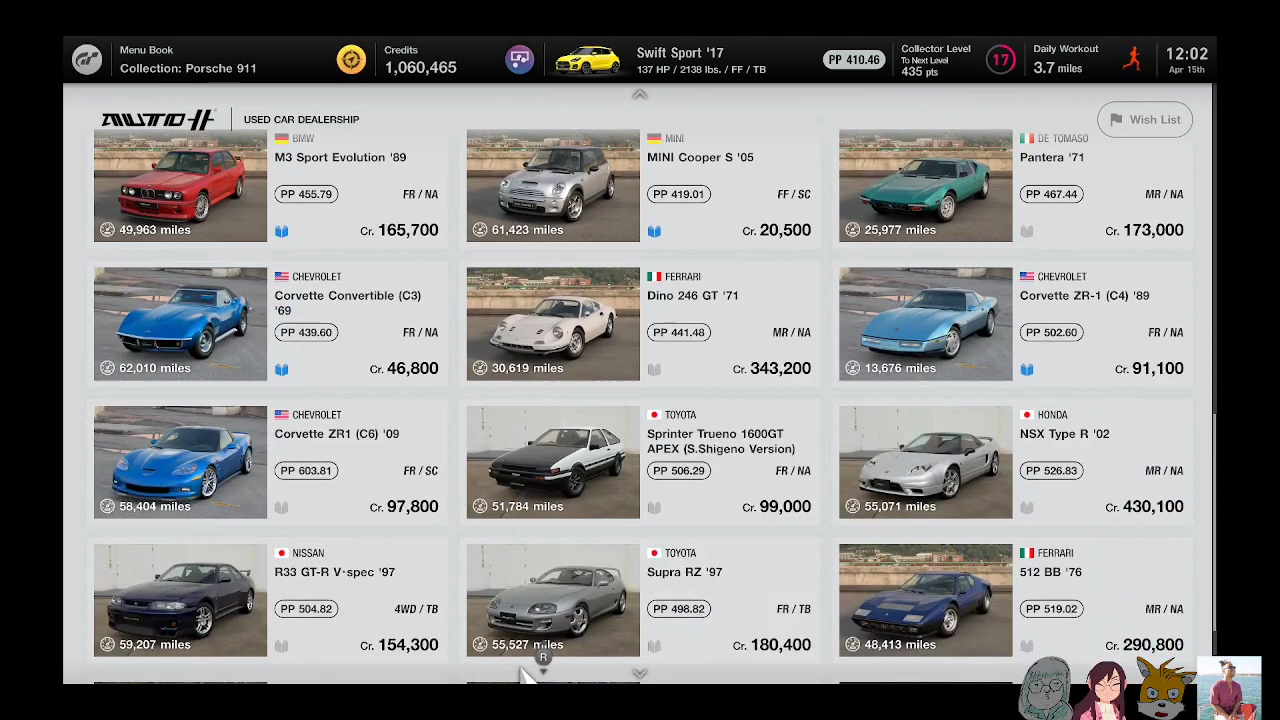 Menu Book
Collection: Porsche 911
Credits
1,060,465
Swift Sport '17
137 HP / 2138 lbs. / FF / TB
PP 410.46
Collector Level
To Next Level
435 pts
17
Daily Workout
3.7 miles
12:02
Apr 15th
AUTO USED CAR DEALERSHIP
Wish List
BMW
M3 Sport Evolution '89
PP 455.79 FR / NA
49,963 miles
Cr. 165,700
MINI
MINI Cooper S '05
PP 419.01 FF / SC
61,423 miles
Cr. 20,500
DE TOMASO
Pantera '71
PP 467.44 MR / NA
25,977 miles
Cr. 173,000
CHEVROLET
Corvette Convertible (C3)
'69
PP 439.60 FR / NA
62,010 miles
Cr. 46,800
FERRARI
Dino 246 GT '71
PP 441.48 MR / NA
30,619 miles
Cr. 343,200
CHEVROLET
Corvette ZR-1 (C4) '89
PP 502.60 FR / NA
13,676 miles
Cr. 91,100
CHEVROLET
Corvette ZR1 (C6) '09
PP 603.81 FR / SC
58,404 miles
Cr. 97,800
TOYOTA
Sprinter Trueno 1600GT
APEX (S.Shigeno Version)
PP 506.29 FR / NA
51,784 miles
Cr. 99,000
HONDA
NSX Type R '02
PP 526.83 MR / NA
55,071 miles
Cr. 430,100
NISSAN
R33 GT-R V・spec '97
PP 504.82 4WD / TB
59,207 miles
Cr. 154,300
TOYOTA
Supra RZ '97
PP 498.82 FR / TB
55,527 miles
Cr. 180,400
FERRARI
512 BB '76
PP 519.02 MR / NA
48,413 miles
Cr. 290,800
R